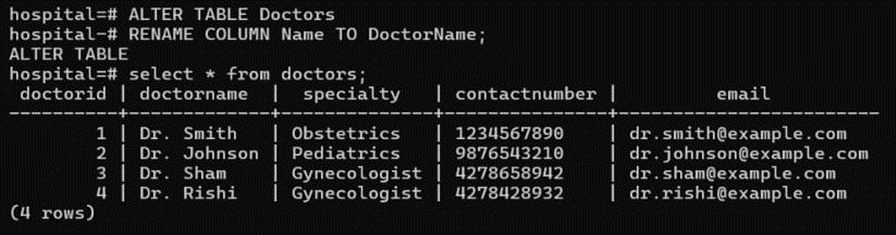 hospital=# ALTER TABLE Doctors
hospital-# RENAME COLUMN Name TO DoctorName;
ALTER TABLE
hospital=# select * from doctors;
 doctorid | doctorname  |  specialty   | contactnumber |         email
----------+-------------+--------------+---------------+------------------------
        1 | Dr. Smith   | Obstetrics   | 1234567890    | dr.smith@example.com
        2 | Dr. Johnson | Pediatrics   | 9876543210    | dr.johnson@example.com
        3 | Dr. Sham    | Gynecologist | 4278658942    | dr.sham@example.com
        4 | Dr. Rishi   | Gynecologist | 4278428932    | dr.rishi@example.com
(4 rows)